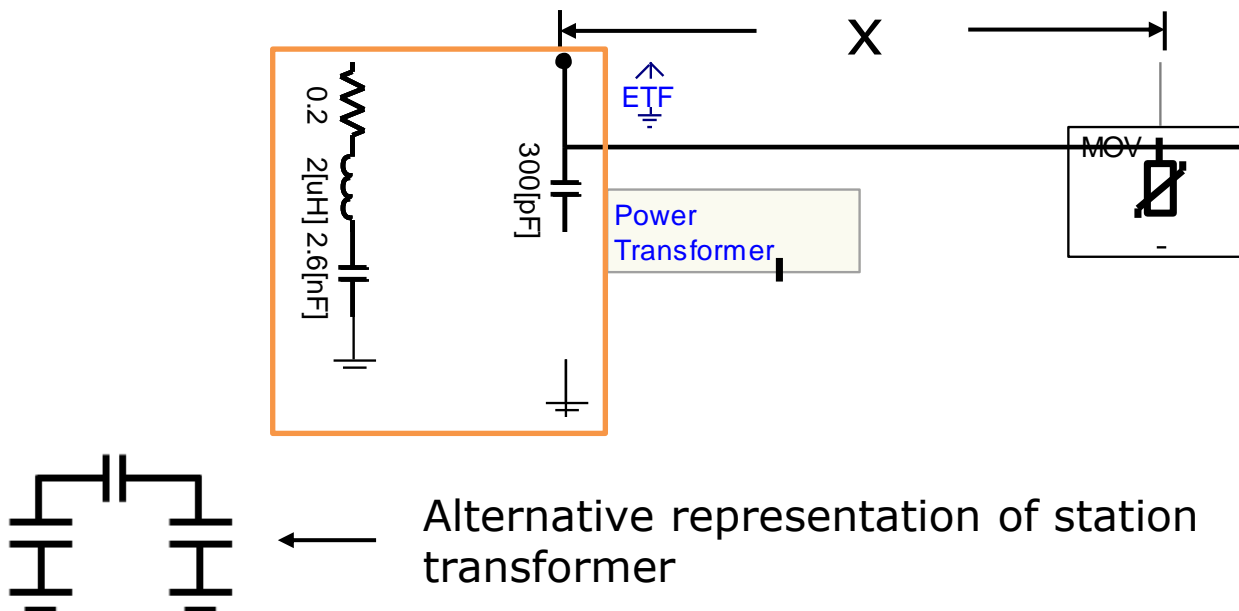 X
ETF
0.2
2[uH]
2.6[nF]
300[pF]
MOV
Power
Transformer
-
Alternative representation of station
transformer